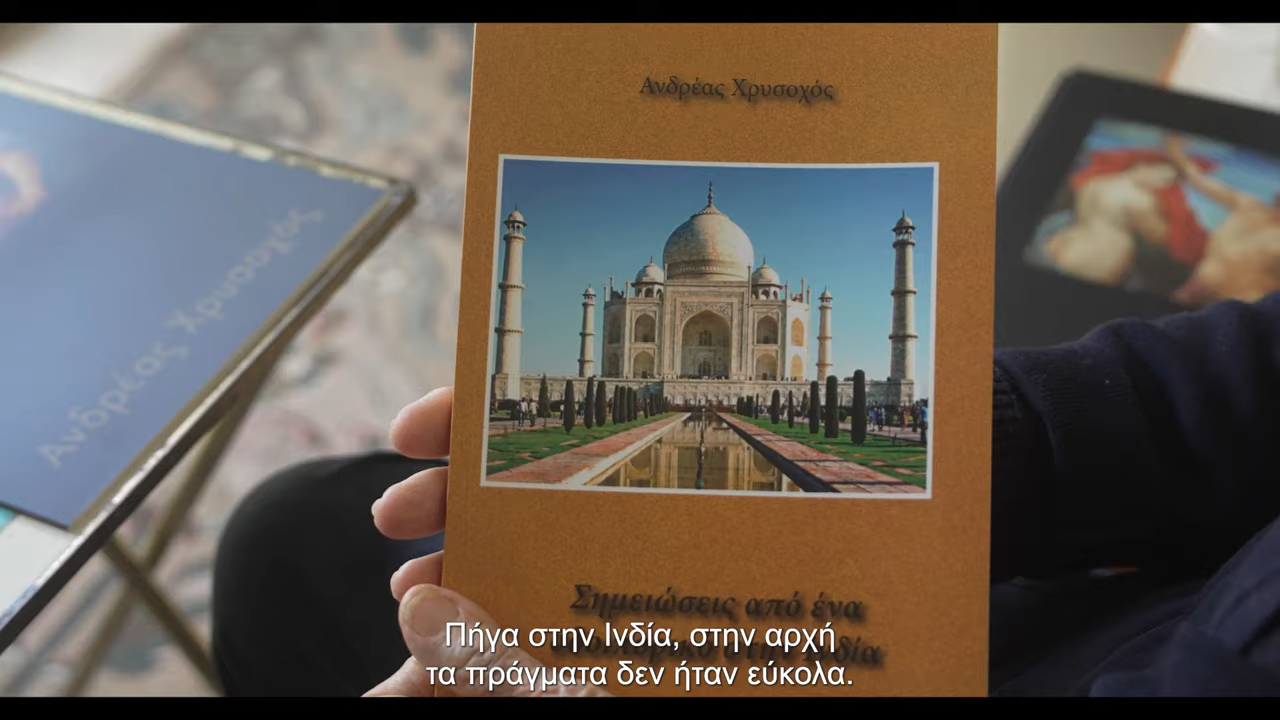 Ανδρέας Χρυσοχός
Ανδρέας Χρυσοχός
Σημειώσεις από ένα
Πήγα στην Ινδία, στην αρχή
τα πράγματα δεν ήταν εύκολα.